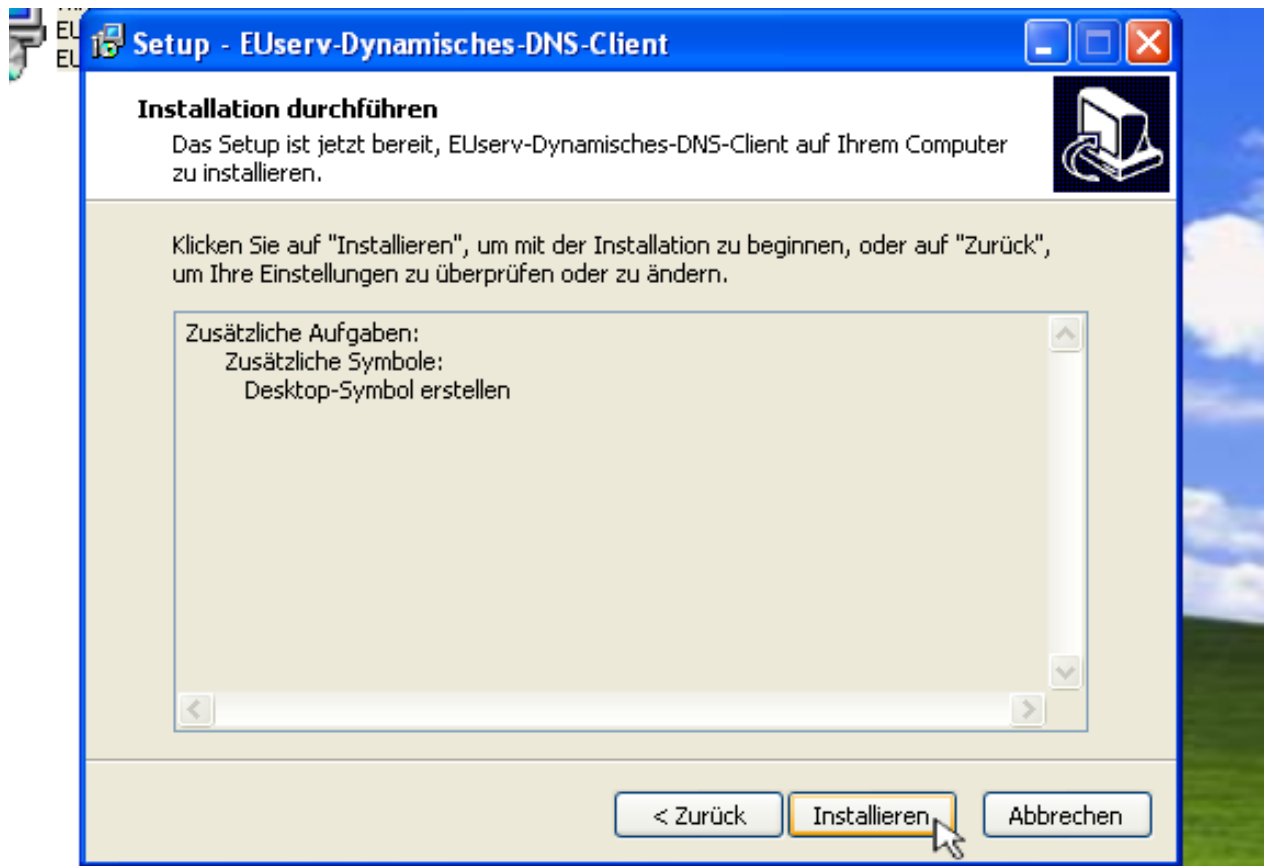 EU
Setup - EUserv-Dynamisches-DNS-Client
EU
Installation durchführen
Das Setup ist jetzt bereit, EUserv-Dynamisches-DNS-Client auf Ihrem Computer
zu installieren.
Klicken Sie auf "Installieren", um mit der Installation zu beginnen, oder auf "Zurück",
um Ihre Einstellungen zu überprüfen oder zu ändern.
Zusätzliche Aufgaben:
Zusätzliche Symbole:
Desktop-Symbol erstellen
< Zurück
Installieren
Abbrechen